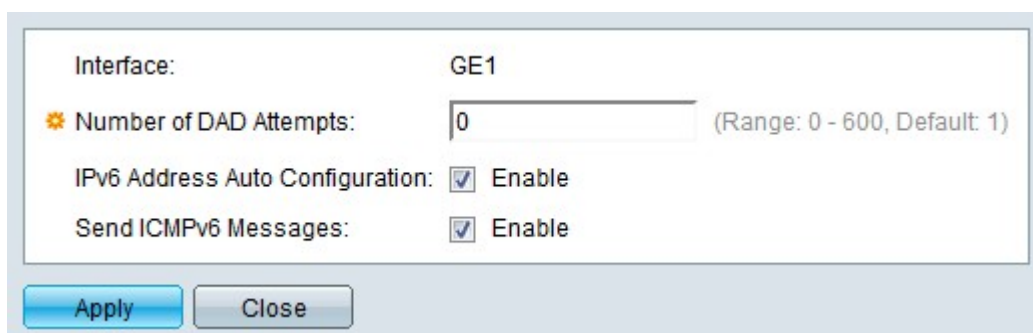 Interface: GE1
Number of DAD Attempts: 0 (Range: 0 - 600, Default: 1)
IPv6 Address Auto Configuration: Enable
Send ICMPv6 Messages: Enable
Apply Close